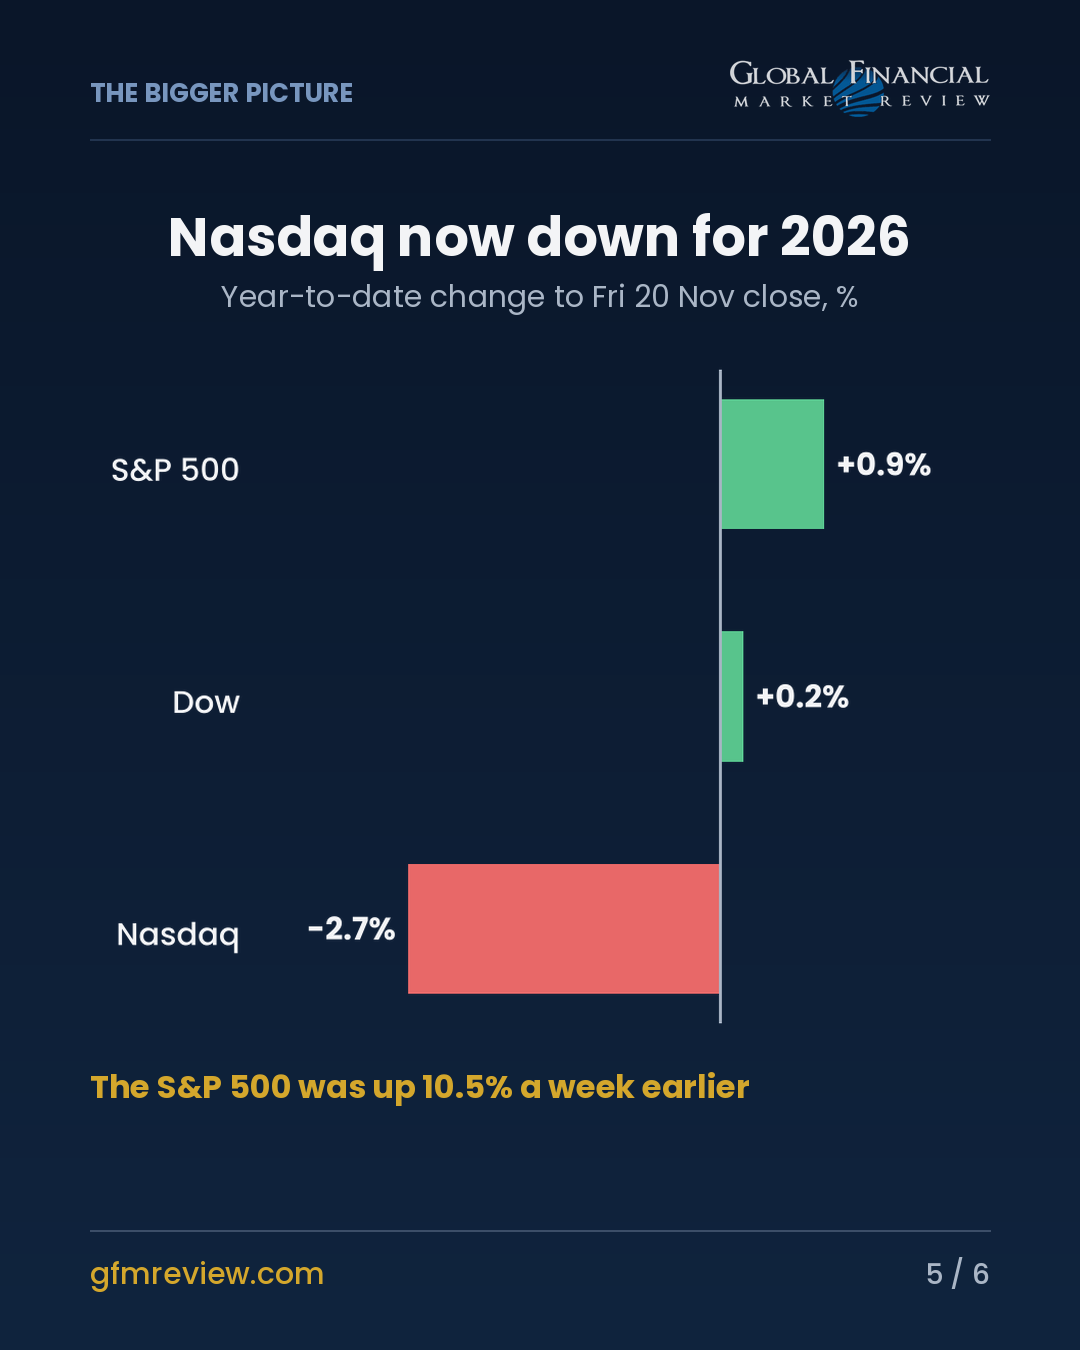 THE BIGGER PICTURE
GLOBAL FINANCIAL
MARKET REVIEW
Nasdaq now down for 2026
Year-to-date change to Fri 20 Nov close, %
S&P 500
+0.9%
Dow
+0.2%
Nasdaq
-2.7%
The S&P 500 was up 10.5% a week earlier
gfmreview.com
5 / 6